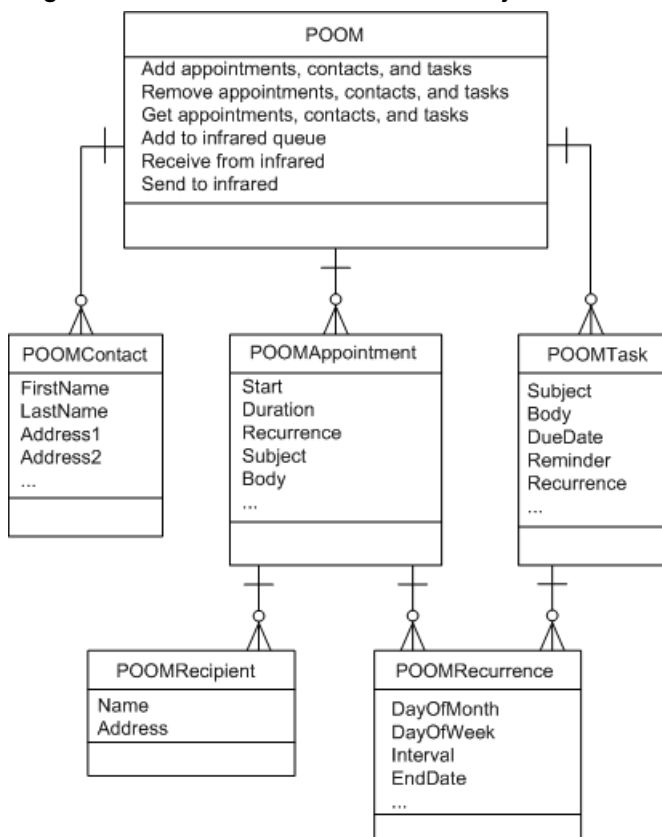 POOM
Add appointments, contacts, and tasks
Remove appointments, contacts, and tasks
Get appointments, contacts, and tasks
Add to infrared queue
Receive from infrared
Send to infrared
POOMContact
FirstName
LastName
Address1
Address2
...
POOMAppointment
Start
Duration
Recurrence
Subject
Body
...
POOMTask
Subject
Body
DueDate
Reminder
Recurrence
...
POOMRecipient
Name
Address
POOMRecurrence
DayOfMonth
DayOfWeek
Interval
EndDate
...